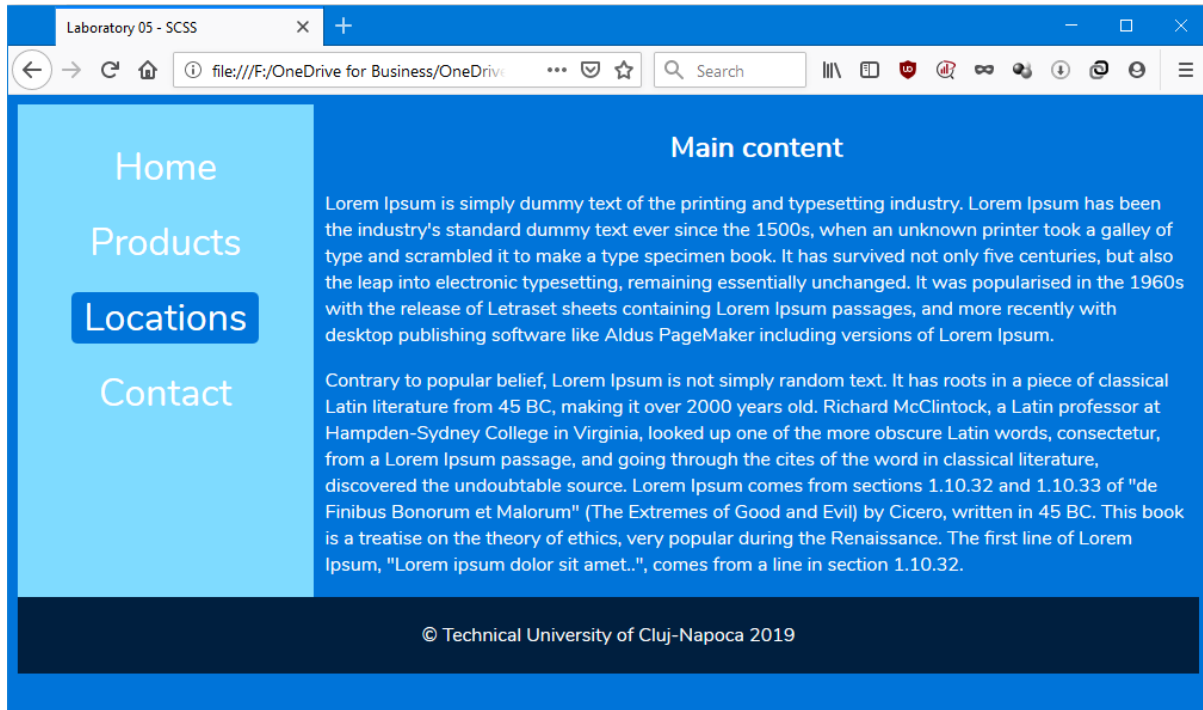 Laboratory 05 - SCSS
file:///F:/OneDrive for Business/OneDrive
Search
Home
Products
Locations
Contact
Main content
Lorem Ipsum is simply dummy text of the printing and typesetting industry. Lorem Ipsum has been
the industry's standard dummy text ever since the 1500s, when an unknown printer took a galley of
type and scrambled it to make a type specimen book. It has survived not only five centuries, but also
the leap into electronic typesetting, remaining essentially unchanged. It was popularised in the 1960s
with the release of Letraset sheets containing Lorem Ipsum passages, and more recently with
desktop publishing software like Aldus PageMaker including versions of Lorem Ipsum.
Contrary to popular belief, Lorem Ipsum is not simply random text. It has roots in a piece of classical
Latin literature from 45 BC, making it over 2000 years old. Richard McClintock, a Latin professor at
Hampden-Sydney College in Virginia, looked up one of the more obscure Latin words, consectetur,
from a Lorem Ipsum passage, and going through the cites of the word in classical literature,
discovered the undoubtable source. Lorem Ipsum comes from sections 1.10.32 and 1.10.33 of "de
Finibus Bonorum et Malorum" (The Extremes of Good and Evil) by Cicero, written in 45 BC. This book
is a treatise on the theory of ethics, very popular during the Renaissance. The first line of Lorem
Ipsum, "Lorem ipsum dolor sit amet..", comes from a line in section 1.10.32.
© Technical University of Cluj-Napoca 2019